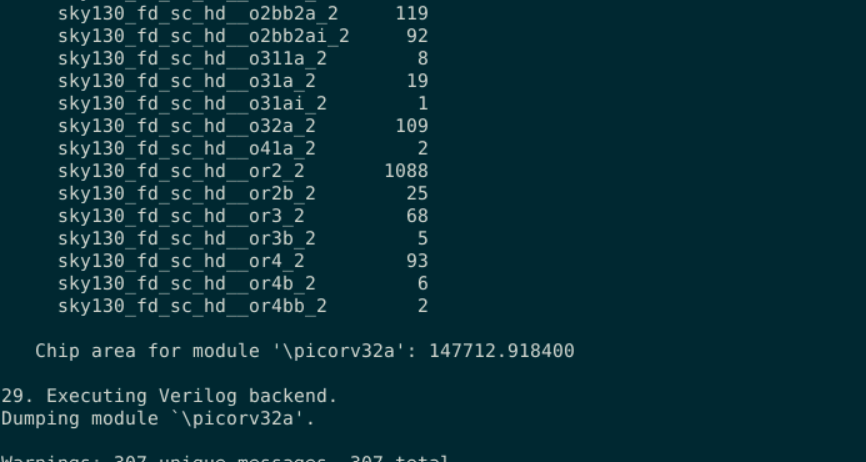 sky130_fd_sc_hd__o2bb2a_2 119
sky130_fd_sc_hd__o2bb2ai_2 92
sky130_fd_sc_hd__o311a_2 8
sky130_fd_sc_hd__o31a_2 19
sky130_fd_sc_hd__o31ai_2 1
sky130_fd_sc_hd__o32a_2 109
sky130_fd_sc_hd__o41a_2 2
sky130_fd_sc_hd__or2_2 1088
sky130_fd_sc_hd__or2b_2 25
sky130_fd_sc_hd__or3_2 68
sky130_fd_sc_hd__or3b_2 5
sky130_fd_sc_hd__or4_2 93
sky130_fd_sc_hd__or4b_2 6
sky130_fd_sc_hd__or4bb_2 2
Chip area for module '\picorv32a': 147712.918400
29. Executing Verilog backend.
Dumping module `\picorv32a'.
Warnings: 307 unique messages, 307 total